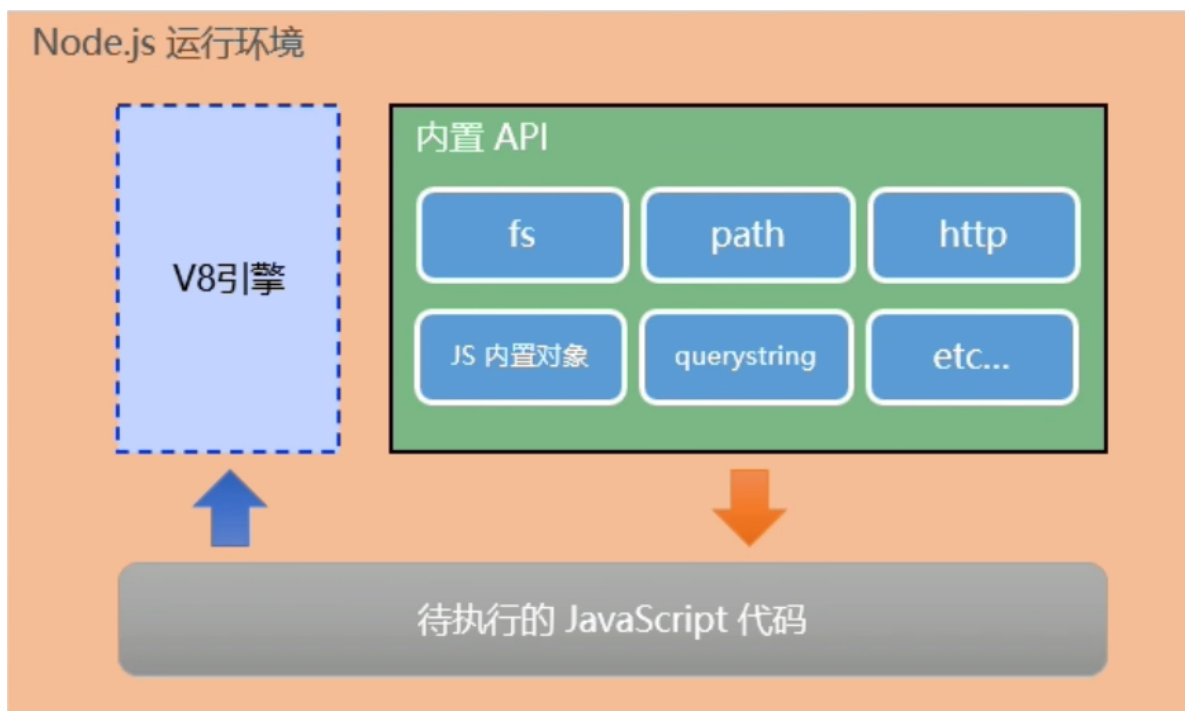 Node.js 运行环境
V8引擎
内置 API
fs
path
http
JS 内置对象
querystring
etc...
待执行的 JavaScript 代码